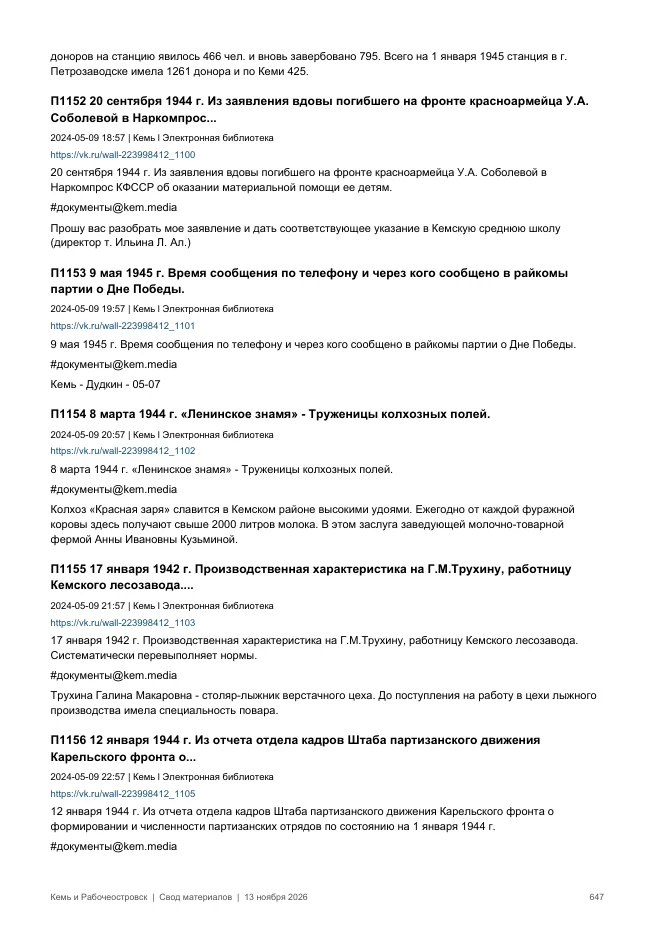 доноров на станцию явилось 466 чел. и вновь завербовано 795. Всего на 1 января 1945 станция в г.
Петрозаводске имела 1261 донора и по Кеми 425.
П1152 20 сентября 1944 г. Из заявления вдовы погибшего на фронте красноармейца У.А.
Соболевой в Наркомпрос...
2024-05-09 18:57 | Кемь I Электронная библиотека
https://vk.ru/wall-223998412_1100
20 сентября 1944 г. Из заявления вдовы погибшего на фронте красноармейца У.А. Соболевой в
Наркомпрос КФССР об оказании материальной помощи ее детям.
#документы@kem.media
Прошу вас разобрать мое заявление и дать соответствующее указание в Кемскую среднюю школу
(директор т. Ильина Л. Ал.)
П1153 9 мая 1945 г. Время сообщения по телефону и через кого сообщено в райкомы
партии о Дне Победы.
2024-05-09 19:57 | Кемь I Электронная библиотека
https://vk.ru/wall-223998412_1101
9 мая 1945 г. Время сообщения по телефону и через кого сообщено в райкомы партии о Дне Победы.
#документы@kem.media
Кемь - Дудкин - 05-07
П1154 8 марта 1944 г. «Ленинское знамя» - Труженицы колхозных полей.
2024-05-09 20:57 | Кемь I Электронная библиотека
https://vk.ru/wall-223998412_1102
8 марта 1944 г. «Ленинское знамя» - Труженицы колхозных полей.
#документы@kem.media
Колхоз «Красная заря» славится в Кемском районе высокими удоями. Ежегодно от каждой фуражной
коровы здесь получают свыше 2000 литров молока. В этом заслуга заведующей молочно-товарной
фермой Анны Ивановны Кузьминой.
П1155 17 января 1942 г. Производственная характеристика на Г.М.Трухину, работницу
Кемского лесозавода....
2024-05-09 21:57 | Кемь I Электронная библиотека
https://vk.ru/wall-223998412_1103
17 января 1942 г. Производственная характеристика на Г.М.Трухину, работницу Кемского лесозавода.
Систематически перевыполняет нормы.
#документы@kem.media
Трухина Галина Макаровна - столяр-лыжник верстачного цеха. До поступления на работу в цехи лыжного
производства имела специальность повара.
П1156 12 января 1944 г. Из отчета отдела кадров Штаба партизанского движения
Карельского фронта о...
2024-05-09 22:57 | Кемь I Электронная библиотека
https://vk.ru/wall-223998412_1105
12 января 1944 г. Из отчета отдела кадров Штаба партизанского движения Карельского фронта о
формировании и численности партизанских отрядов по состоянию на 1 января 1944 г.
#документы@kem.media
Кемь и Рабочеостровск | Свод материалов | 13 ноября 2026 647